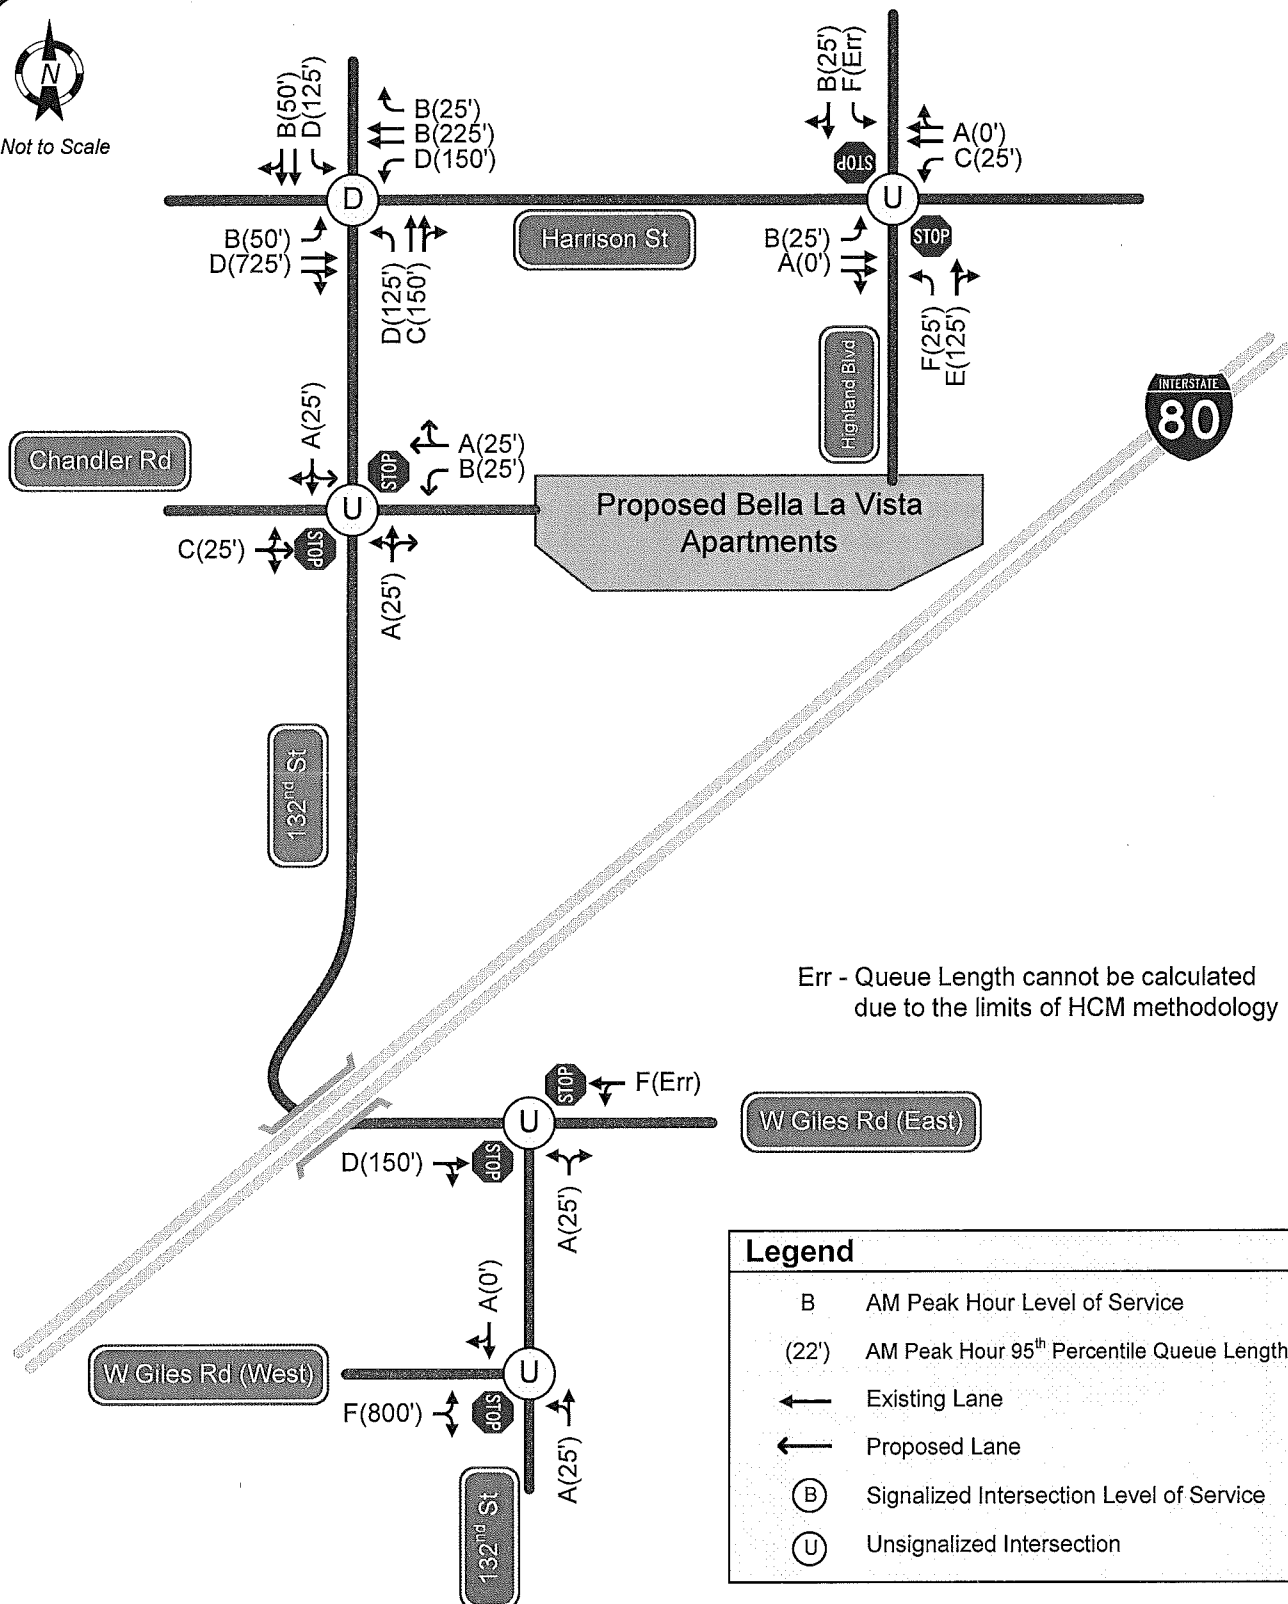 N
Not to Scale
B(50')
D(125')
B(25')
B(225')
D(150')
D
B(50')
D(725')
D(125')
C(150')
Harrison St
B(25')
F(Err)
STOP
A(0')
C(25')
U
STOP
B(25')
A(0')
F(25')
E(125')
Highland Blvd
INTERSTATE
80
Chandler Rd
A(25')
STOP
A(25')
B(25')
U
C(25')
STOP
A(25')
Proposed Bella La Vista
Apartments
132nd St
Err - Queue Length cannot be calculated
due to the limits of HCM methodology
STOP
F(Err)
U
W Giles Rd (East)
D(150')
STOP
A(25')
A(0')
W Giles Rd (West)
U
F(800')
STOP
A(25')
132nd St
Legend
B AM Peak Hour Level of Service
(22') AM Peak Hour 95th Percentile Queue Length
Existing Lane
Proposed Lane
B Signalized Intersection Level of Service
U Unsignalized Intersection